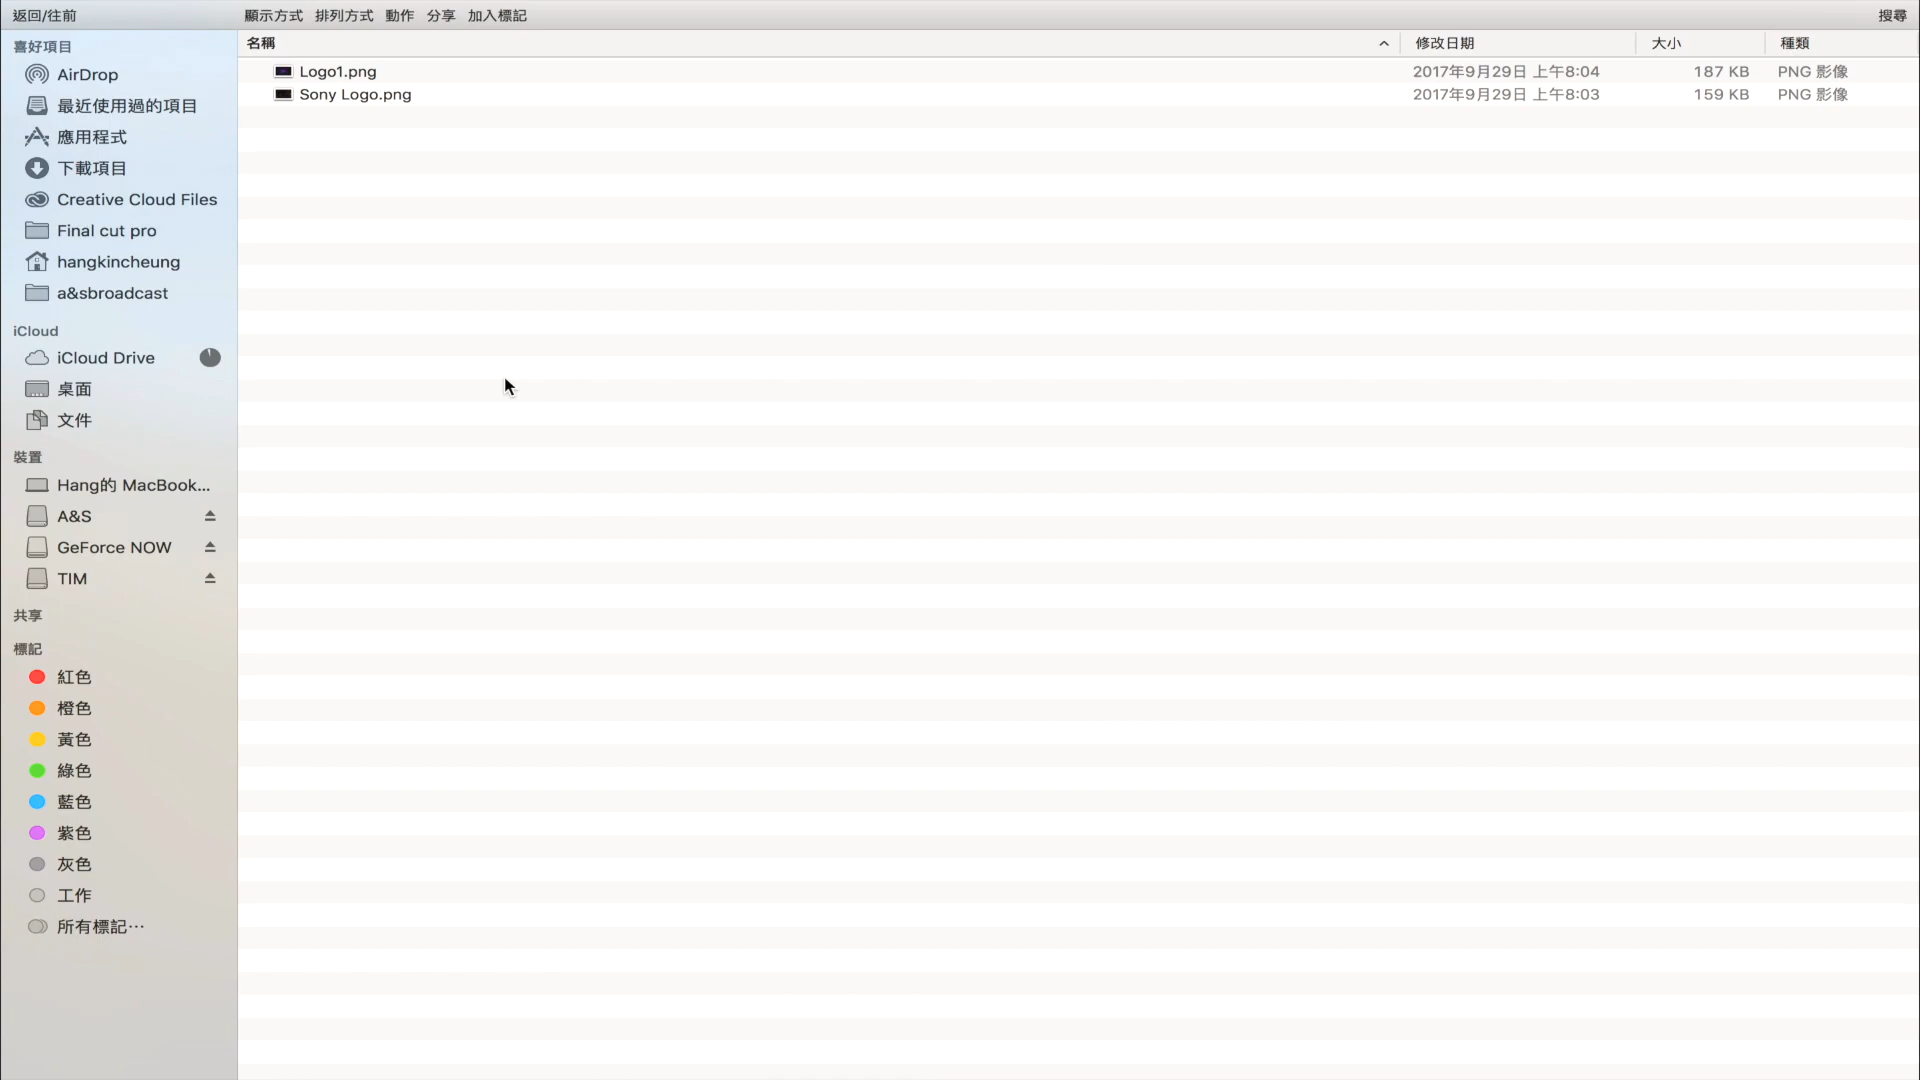 返回/往前 顯示方式 排列方式 動作 分享 加入標記 搜尋
喜好項目
AirDrop
最近使用過的項目
應用程式
下載項目
Creative Cloud Files
Final cut pro
hangkincheung
a&sbroadcast
iCloud
iCloud Drive
桌面
文件
裝置
Hang的 MacBook...
A&S
GeForce NOW
TIM
共享
標記
紅色
橙色
黃色
綠色
藍色
紫色
灰色
工作
所有標記…
名稱 修改日期 大小 種類
Logo1.png 2017年9月29日 上午8:04 187 KB PNG 影像
Sony Logo.png 2017年9月29日 上午8:03 159 KB PNG 影像